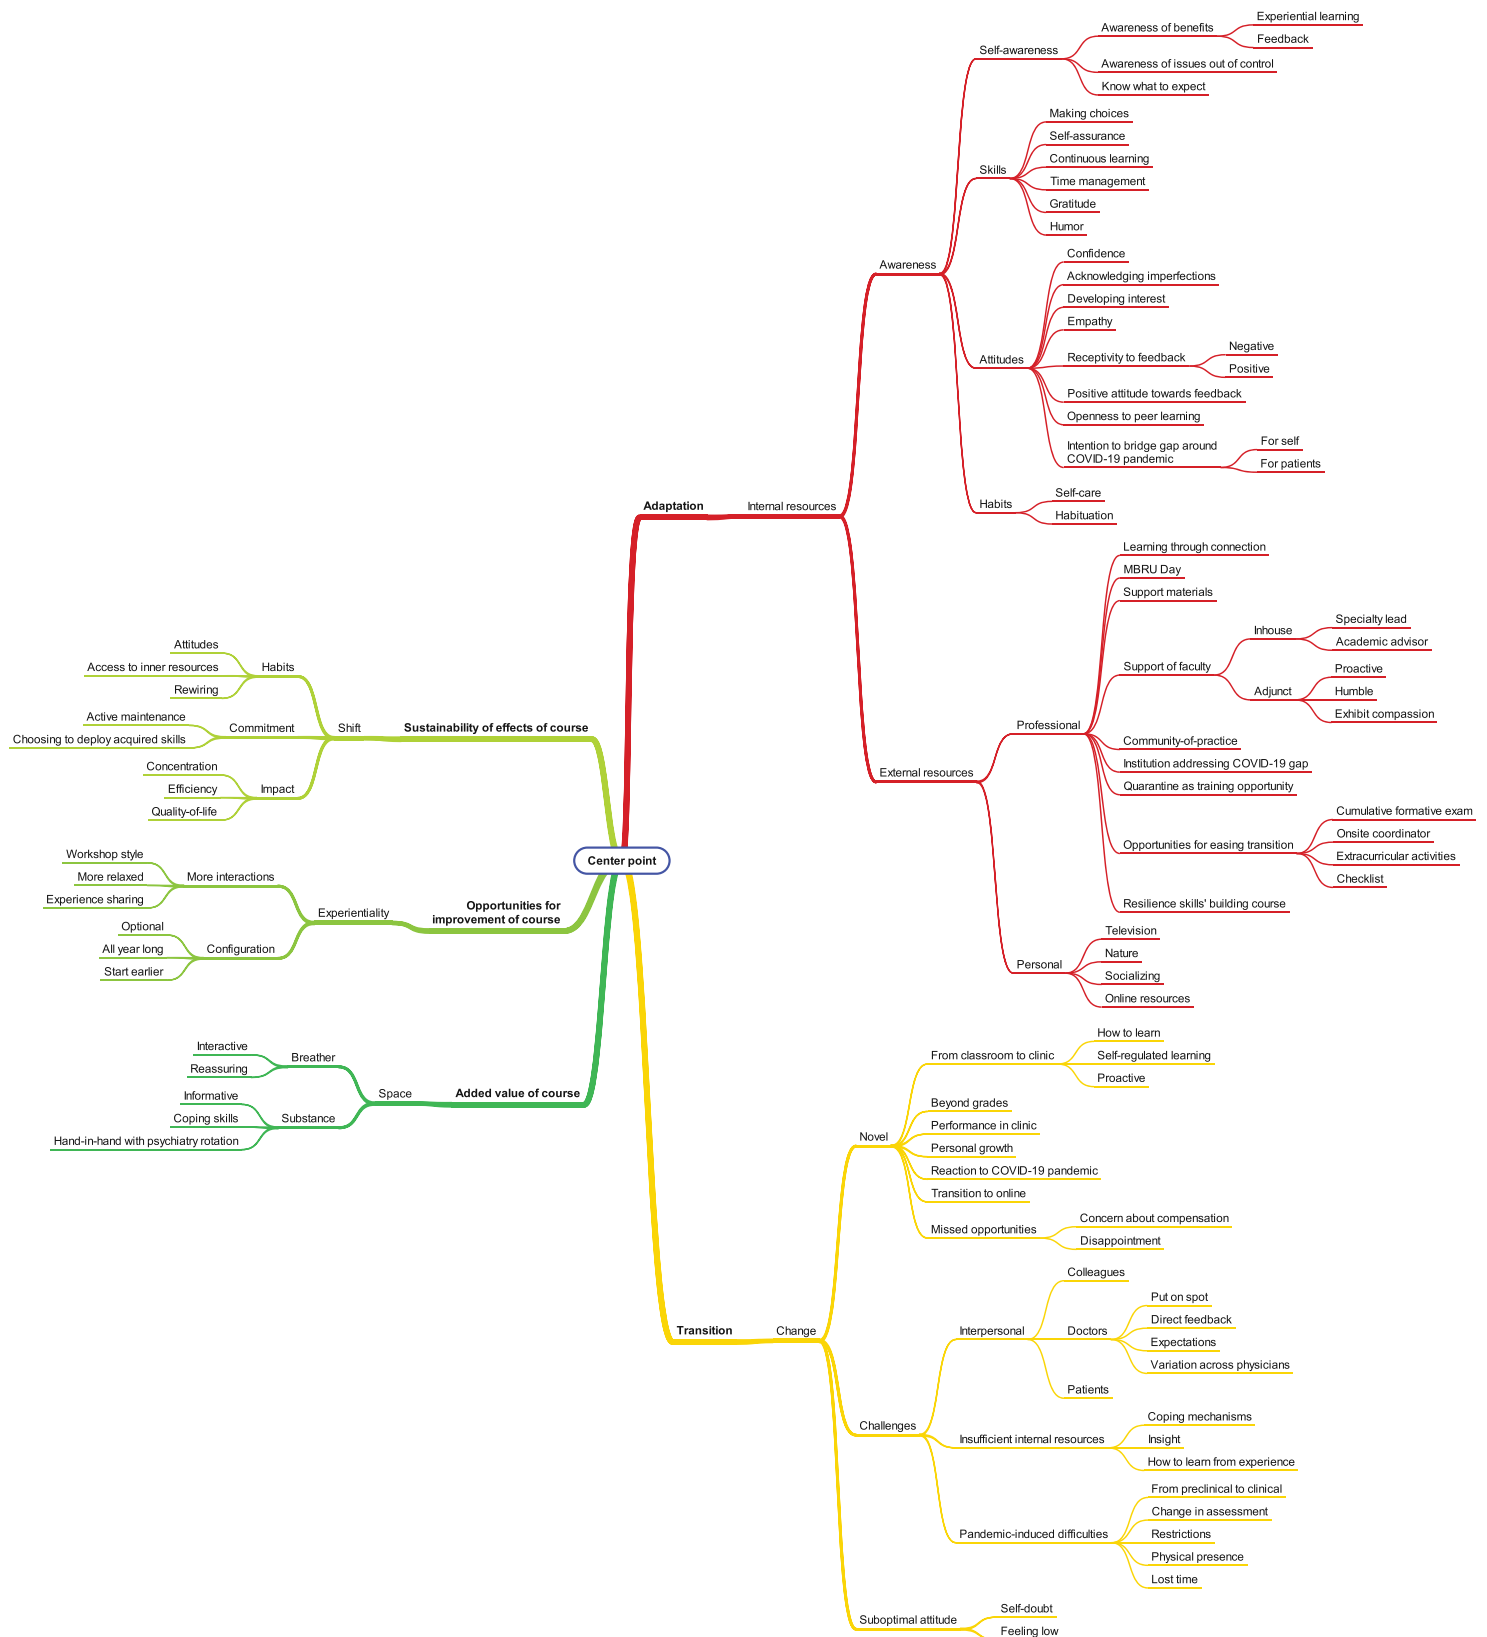 Center point
Adaptation
Internal resources
Awareness
Self-awareness
Awareness of benefits
Experiential learning
Feedback
Awareness of issues out of control
Know what to expect
Skills
Making choices
Self-assurance
Continuous learning
Time management
Gratitude
Humor
Attitudes
Confidence
Acknowledging imperfections
Developing interest
Empathy
Receptivity to feedback
Negative
Positive
Positive attitude towards feedback
Openness to peer learning
Intention to bridge gap around
COVID-19 pandemic
For self
For patients
Habits
Self-care
Habituation
External resources
Professional
Learning through connection
MBRU Day
Support materials
Support of faculty
Inhouse
Specialty lead
Academic advisor
Adjunct
Proactive
Humble
Exhibit compassion
Community-of-practice
Institution addressing COVID-19 gap
Quarantine as training opportunity
Opportunities for easing transition
Cumulative formative exam
Onsite coordinator
Extracurricular activities
Checklist
Resilience skills' building course
Personal
Television
Nature
Socializing
Online resources
Transition
Change
Novel
From classroom to clinic
How to learn
Self-regulated learning
Proactive
Beyond grades
Performance in clinic
Personal growth
Reaction to COVID-19 pandemic
Transition to online
Missed opportunities
Concern about compensation
Disappointment
Challenges
Interpersonal
Colleagues
Doctors
Put on spot
Direct feedback
Expectations
Variation across physicians
Patients
Insufficient internal resources
Coping mechanisms
Insight
How to learn from experience
Pandemic-induced difficulties
From preclinical to clinical
Change in assessment
Restrictions
Physical presence
Lost time
Suboptimal attitude
Self-doubt
Feeling low
Sustainability of effects of course
Shift
Habits
Attitudes
Access to inner resources
Rewiring
Commitment
Active maintenance
Choosing to deploy acquired skills
Impact
Concentration
Efficiency
Quality-of-life
Opportunities for
improvement of course
Experientiality
More interactions
Workshop style
More relaxed
Experience sharing
Configuration
Optional
All year long
Start earlier
Added value of course
Space
Breather
Interactive
Reassuring
Substance
Informative
Coping skills
Hand-in-hand with psychiatry rotation